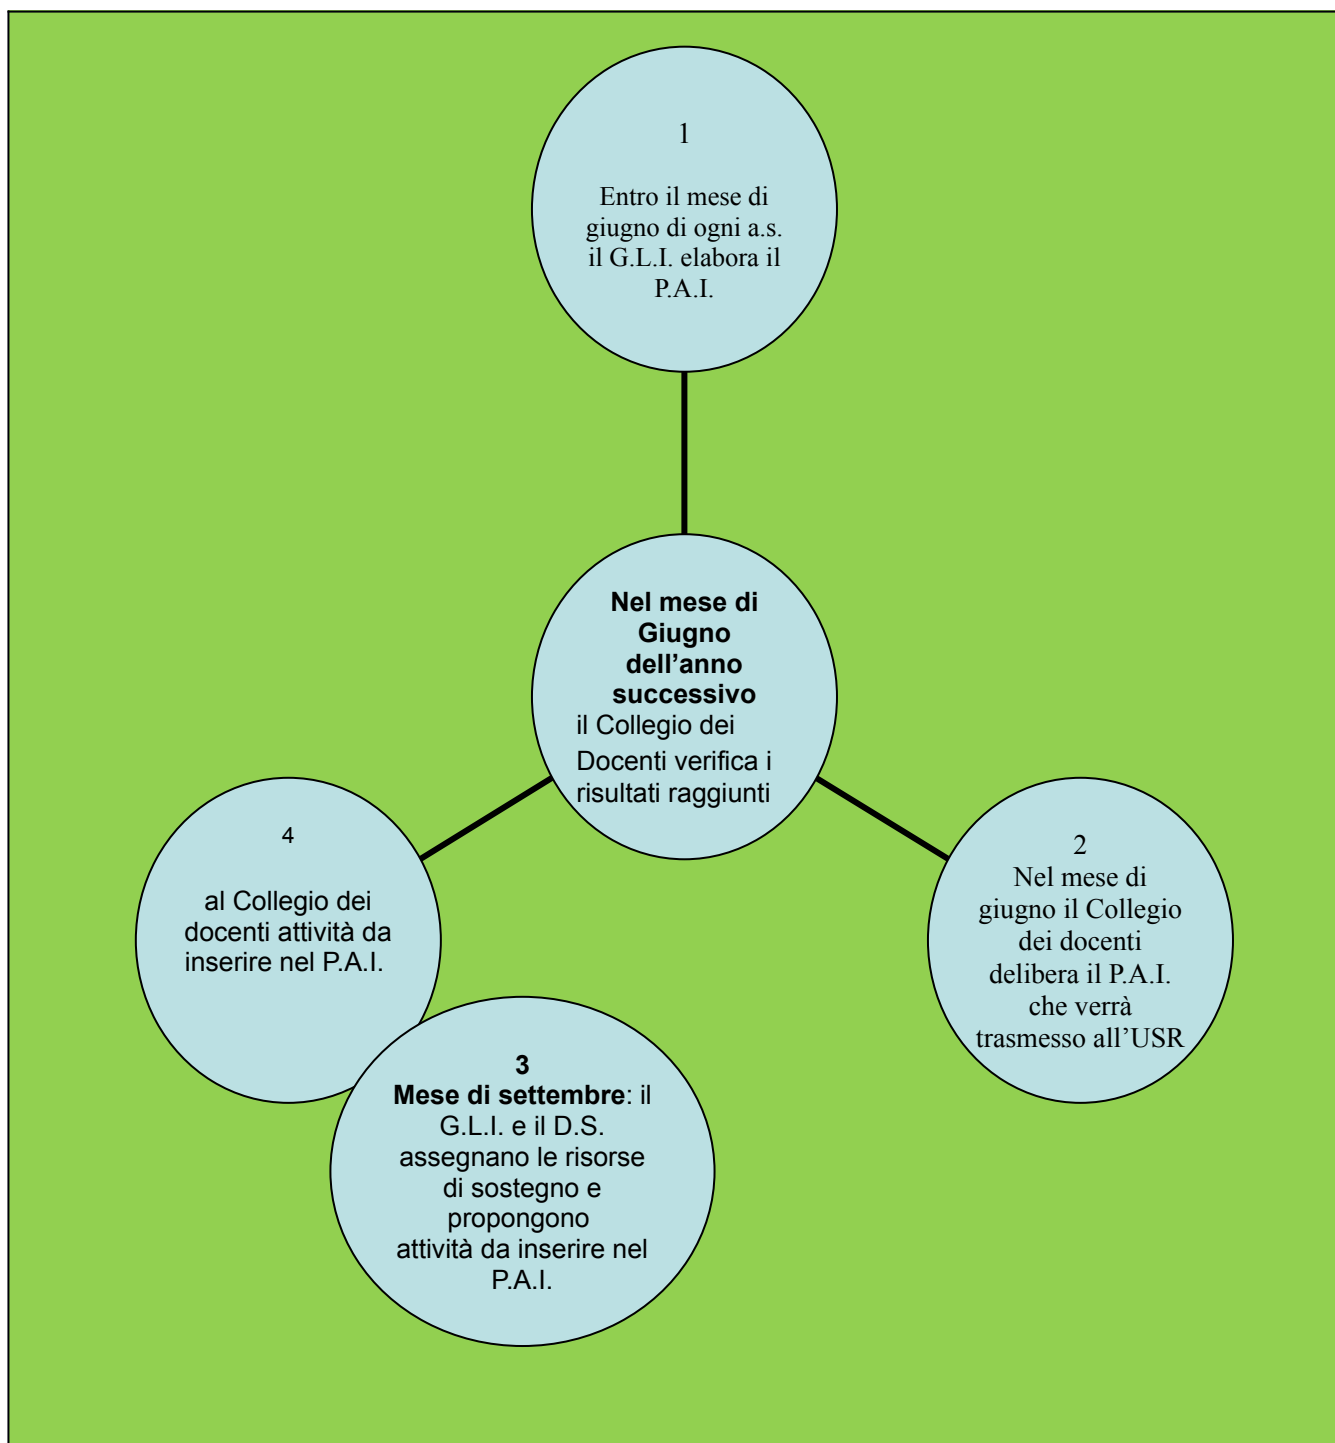 1
Entro il mese di
giugno di ogni a.s.
il G.L.I. elabora il
P.A.I.
Nel mese di
Giugno
dell’anno
successivo
il Collegio dei
Docenti verifica i
risultati raggiunti
2
Nel mese di
giugno il Collegio
dei docenti
delibera il P.A.I.
che verrà
trasmesso all’USR
3
Mese di settembre: il
G.L.I. e il D.S.
assegnano le risorse
di sostegno e
propongono
attività da inserire nel
P.A.I.
4
al Collegio dei
docenti attività da
inserire nel P.A.I.